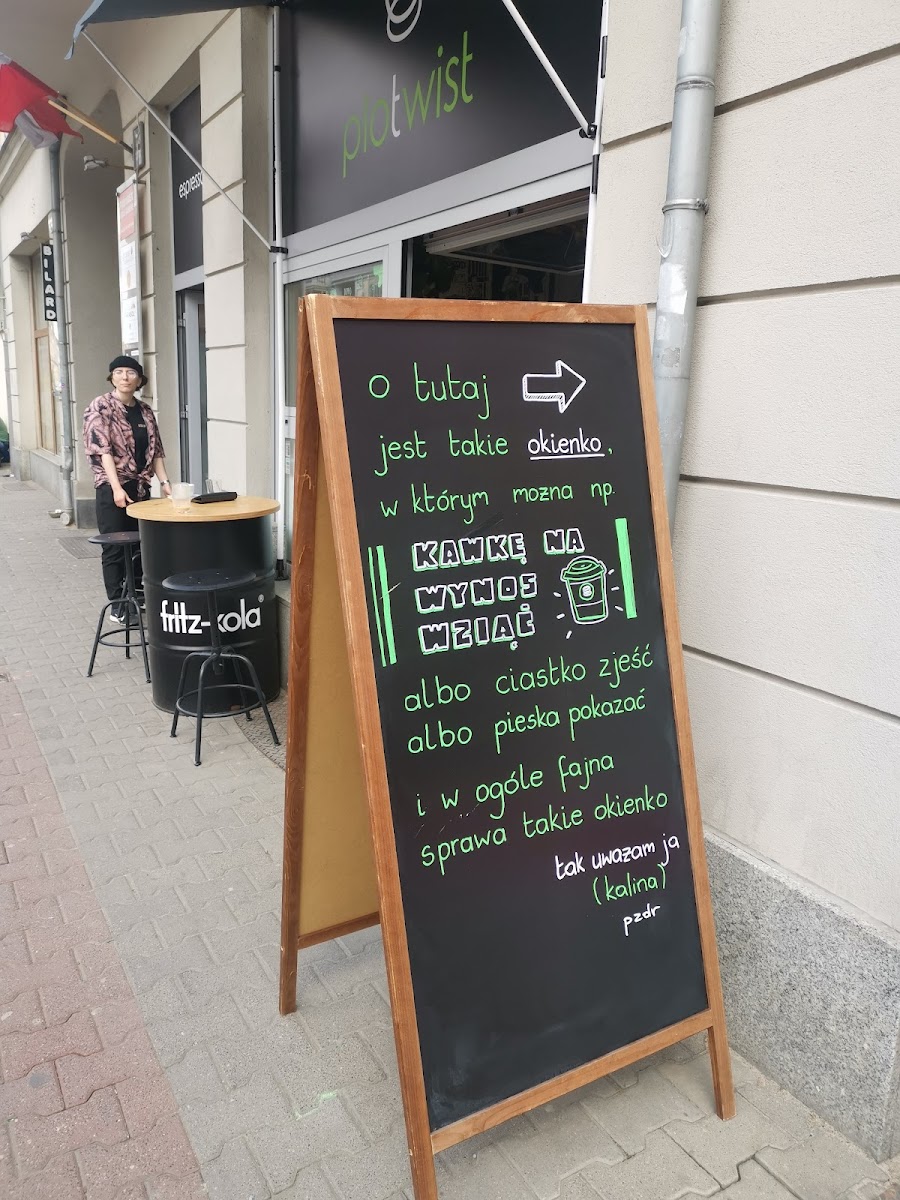 plotwist
espresso
BILARD
fritz-kola
O tutaj
jest takie okienko,
w którym mozna np.
KAWKĘ NA
WYNOS
WZIĄĆ
albo ciastko zjeść
albo pieska pokazać
i w ogóle fajna
sprawa takie okienko
tak uwazam ja
(kalina)
pzdr